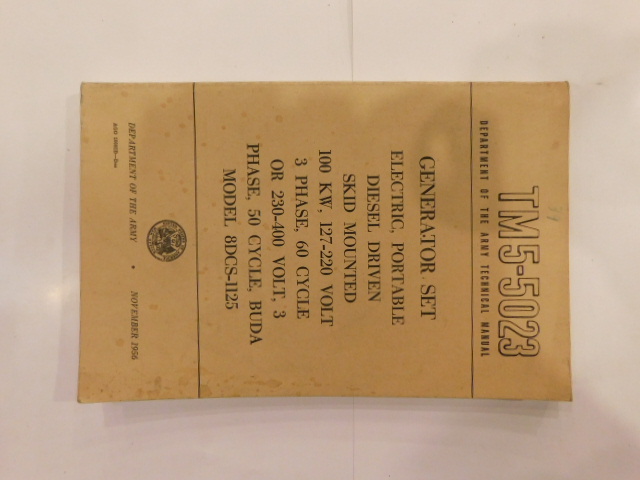 TM 5-5023
DEPARTMENT OF THE ARMY TECHNICAL MANUAL
GENERATOR SET
ELECTRIC, PORTABLE
DIESEL DRIVEN
SKID MOUNTED
100 KW, 127-220 VOLT
3 PHASE, 60 CYCLE
OR 230-400 VOLT, 3
PHASE, 50 CYCLE, BUDA
MODEL 8DCS-1125
DEPARTMENT OF THE ARMY • NOVEMBER 1956